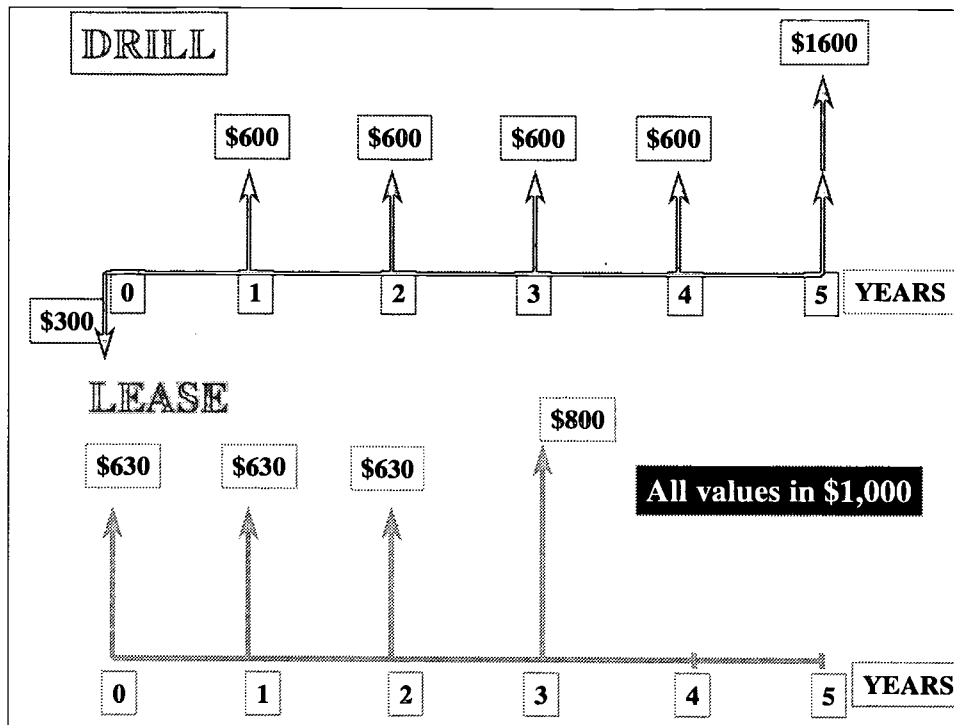 DRILL
$1600
$600 $600 $600 $600
0 1 2 3 4 5 YEARS
$300
LEASE
$800
$630 $630 $630
All values in $1,000
0 1 2 3 4 5 YEARS